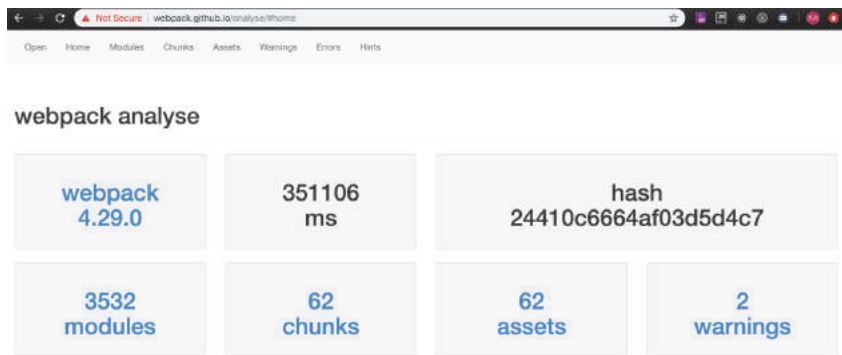 Not Secure | webpack.github.io/analyse/#home
Open Home Modules Chunks Assets Warnings Errors Hints
webpack analyse
webpack
4.29.0
351106
ms
hash
24410c6664af03d5d4c7
3532
modules
62
chunks
62
assets
2
warnings